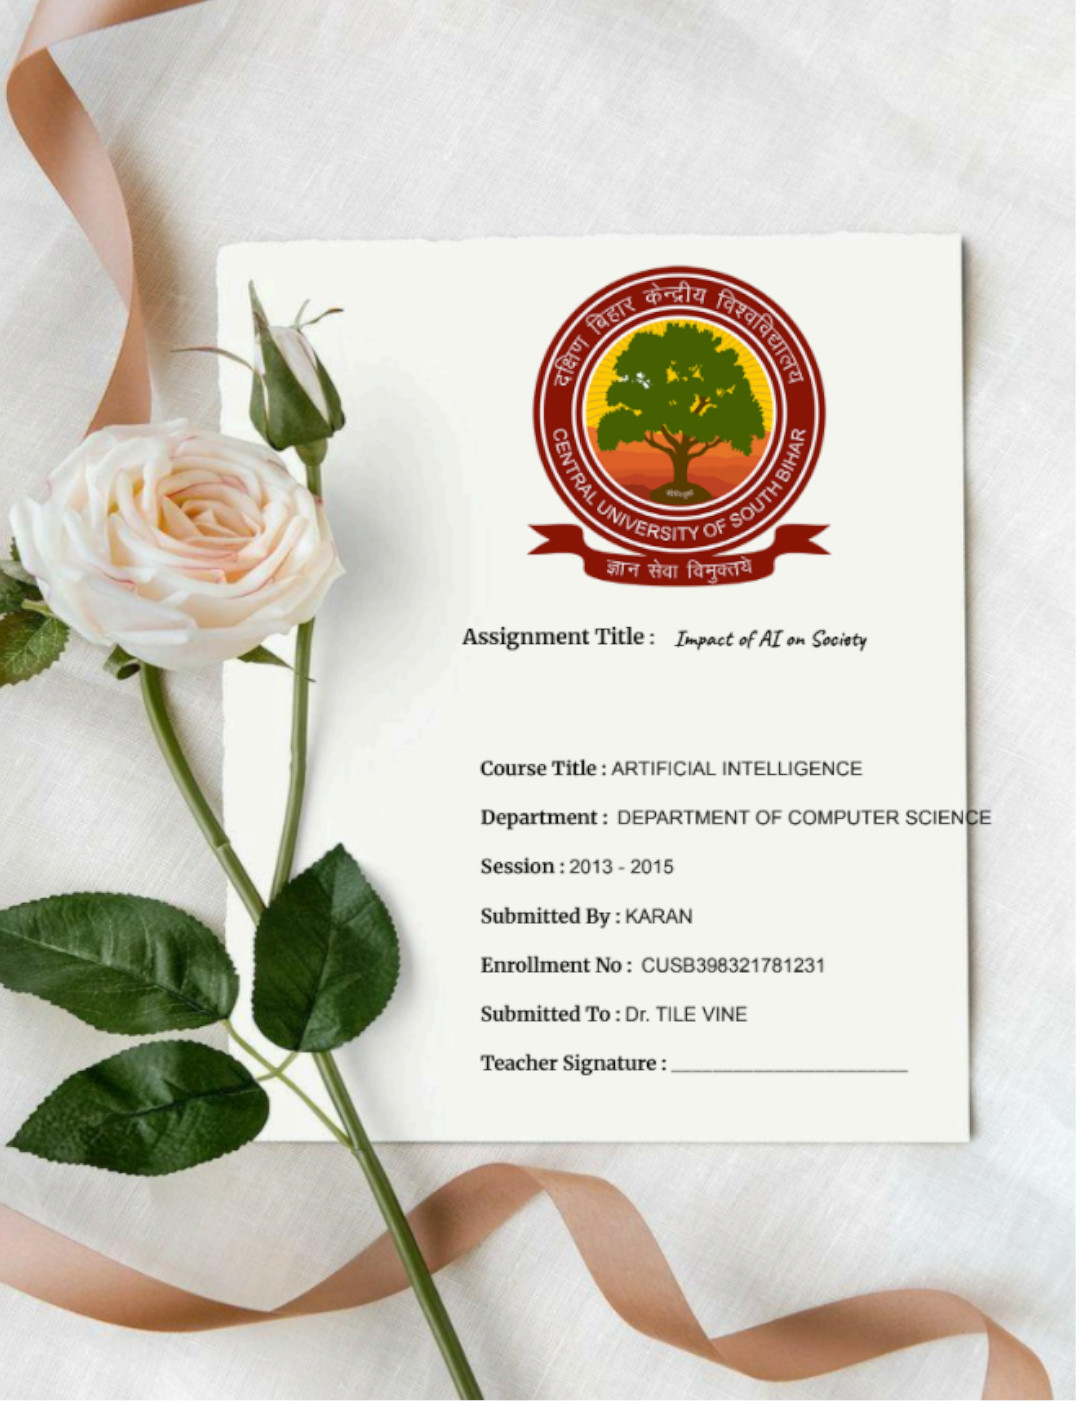 दक्षिण बिहार केन्द्रीय विश्वविद्यालय
CENTRAL UNIVERSITY OF SOUTH BIHAR
ज्ञान सेवा विमुक्तये
Assignment Title : Impact of AI on Society
Course Title : ARTIFICIAL INTELLIGENCE
Department : DEPARTMENT OF COMPUTER SCIENCE
Session : 2013 - 2015
Submitted By : KARAN
Enrollment No : CUSB398321781231
Submitted To : Dr. TILE VINE
Teacher Signature : ______________________